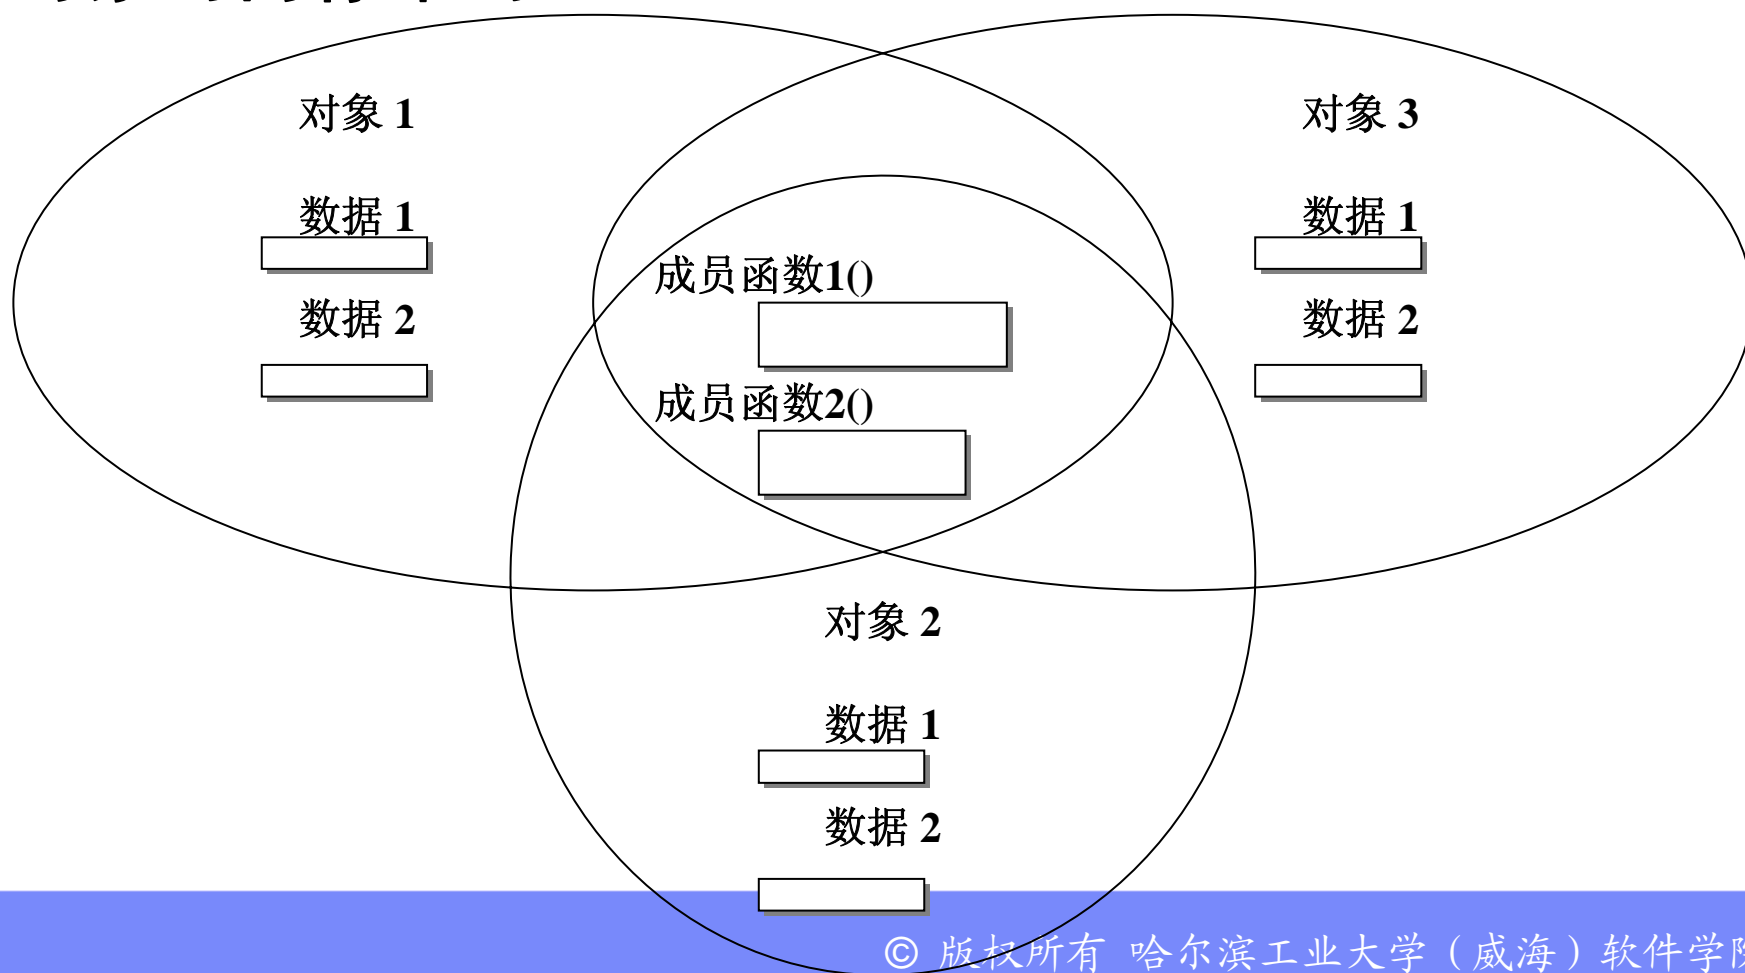 对象 1
数据 1
数据 2
对象 3
数据 1
数据 2
成员函数1()
成员函数2()
对象 2
数据 1
数据 2
© 版权所有 哈尔滨工业大学（威海）软件学院